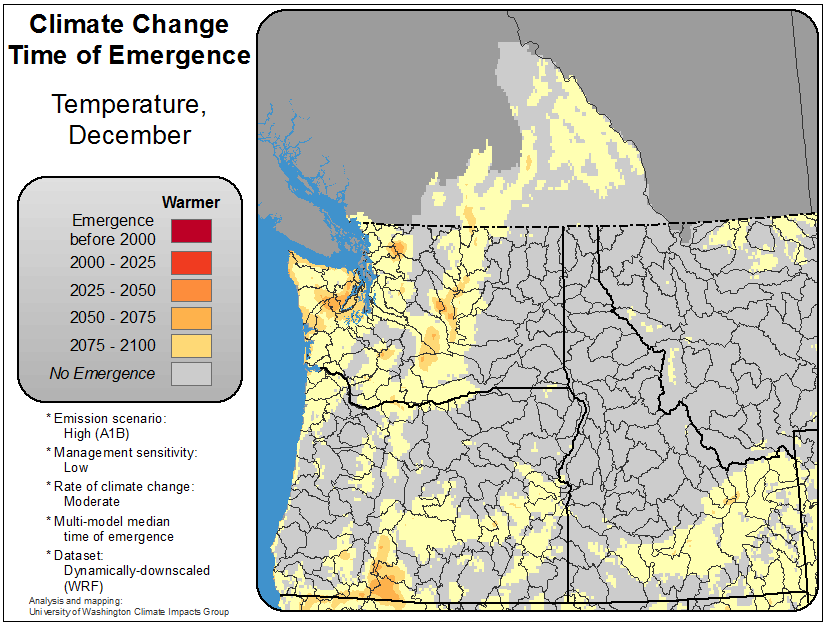 Climate Change
Time of Emergence
Temperature,
December
Warmer
Emergence
before 2000
2000 - 2025
2025 - 2050
2050 - 2075
2075 - 2100
No Emergence
* Emission scenario:
High (A1B)
* Management sensitivity:
Low
* Rate of climate change:
Moderate
* Multi-model median
time of emergence
* Dataset:
Dynamically-downscaled
(WRF)
Analysis and mapping:
University of Washington Climate Impacts Group